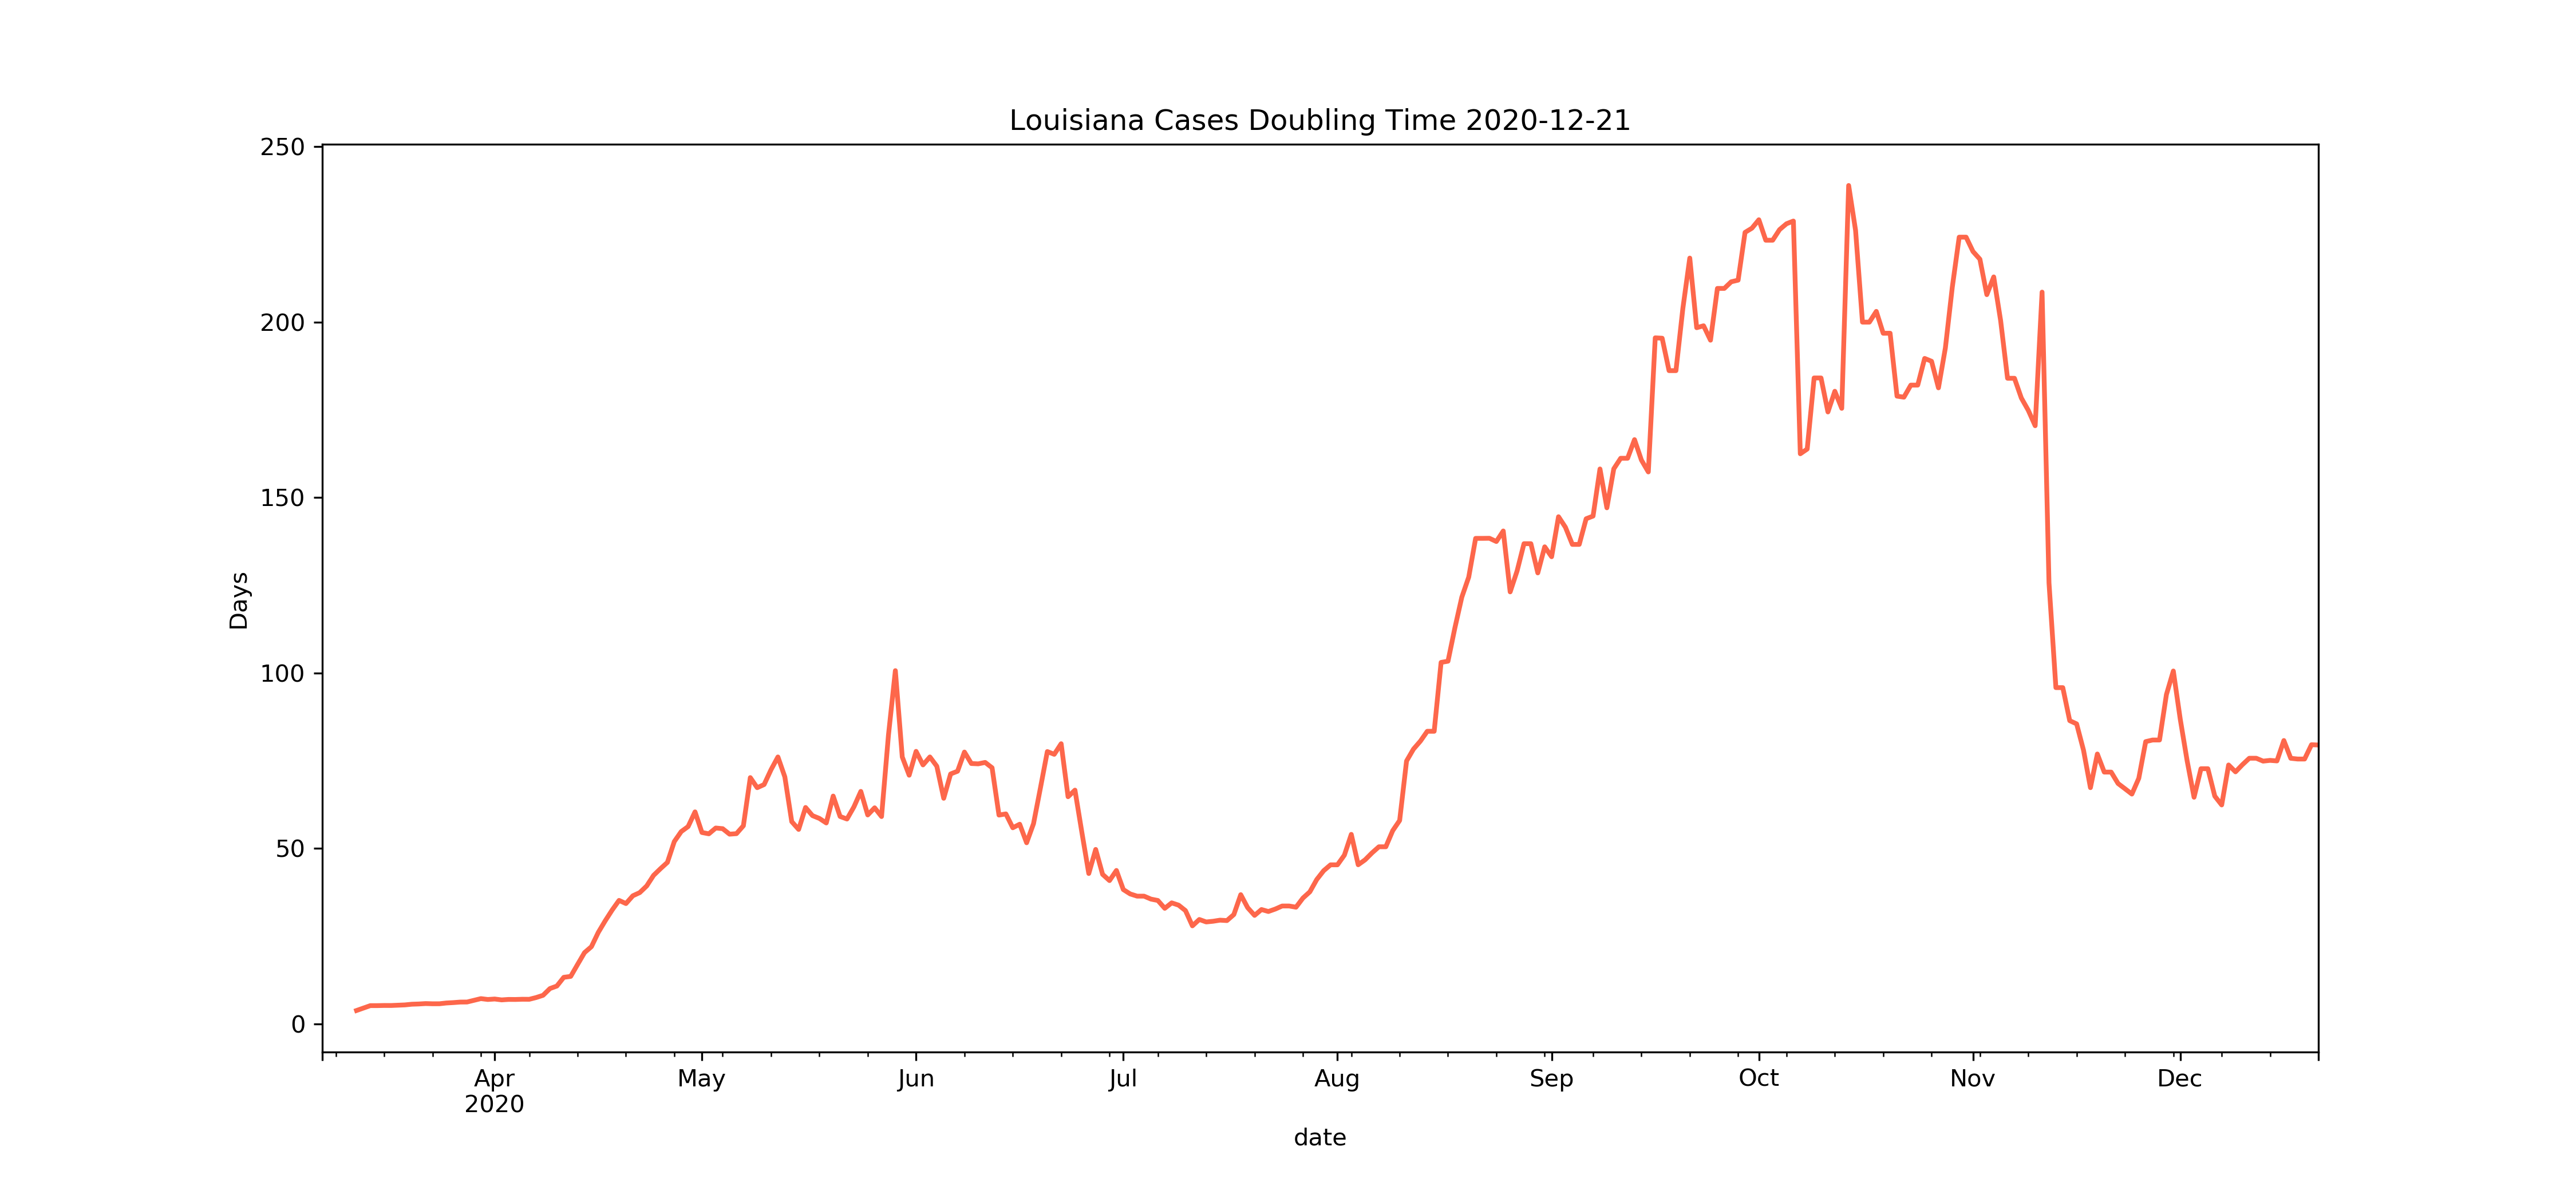 Louisiana Cases Doubling Time 2020-12-21
250
200
150
100
50
0
Days
Apr May Jun Jul Aug Sep Oct Nov Dec
2020
date